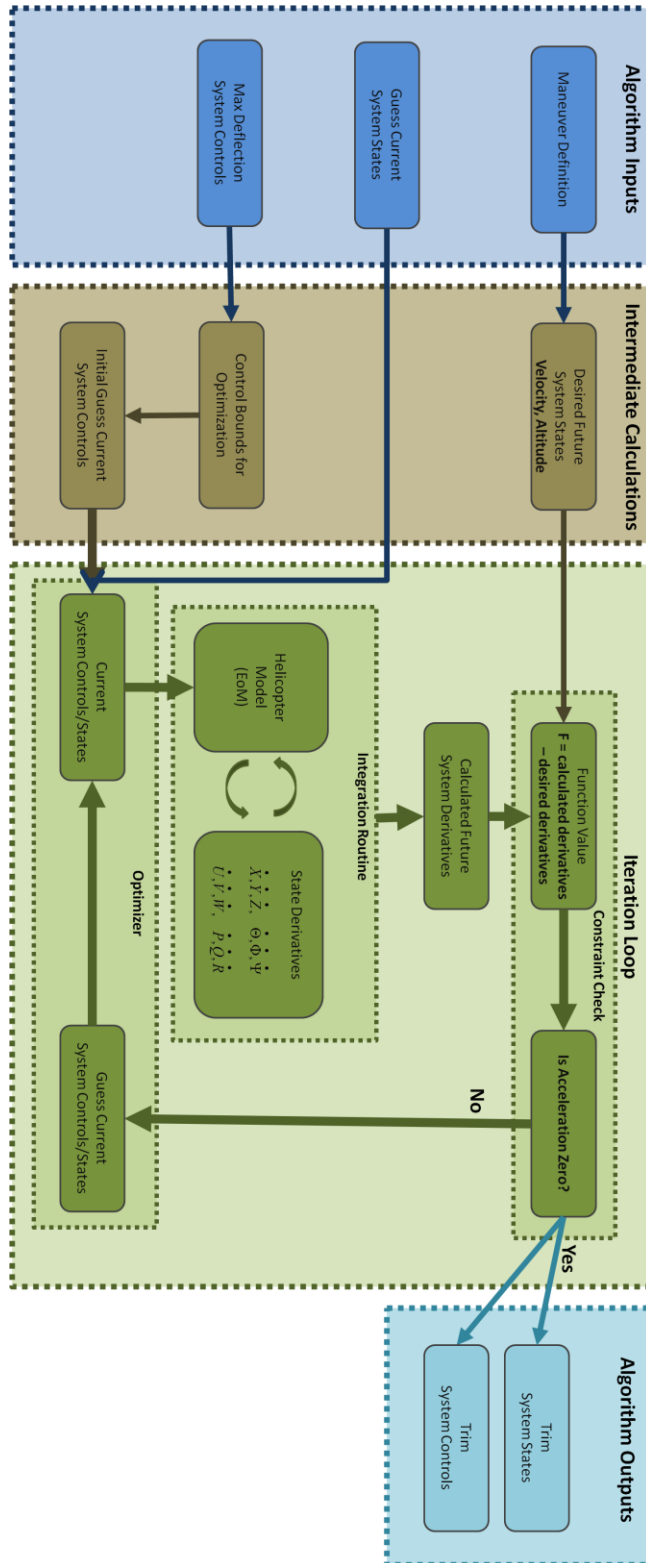 Algorithm Inputs
Maneuver Definition
Guess Current
System States
Max Deflection
System Controls
Intermediate Calculations
Desired Future
System States
Velocity, Altitude
Control Bounds for
Optimization
Initial Guess Current
System Controls
Iteration Loop
Function Value
F = calculated derivatives
– desired derivatives
Constraint Check
Is Acceleration Zero?
Yes
No
Calculated Future
System Derivatives
Integration Routine
Helicopter
Model
(EoM)
State Derivatives
Ẋ,Ẏ,Ż, Θ̇,Φ̇,Ψ̇
U̇,V̇,Ẇ, Ṗ,Q̇,Ṙ
Optimizer
Current
System Controls/States
Guess Current
System Controls/States
Algorithm Outputs
Trim
System States
Trim
System Controls